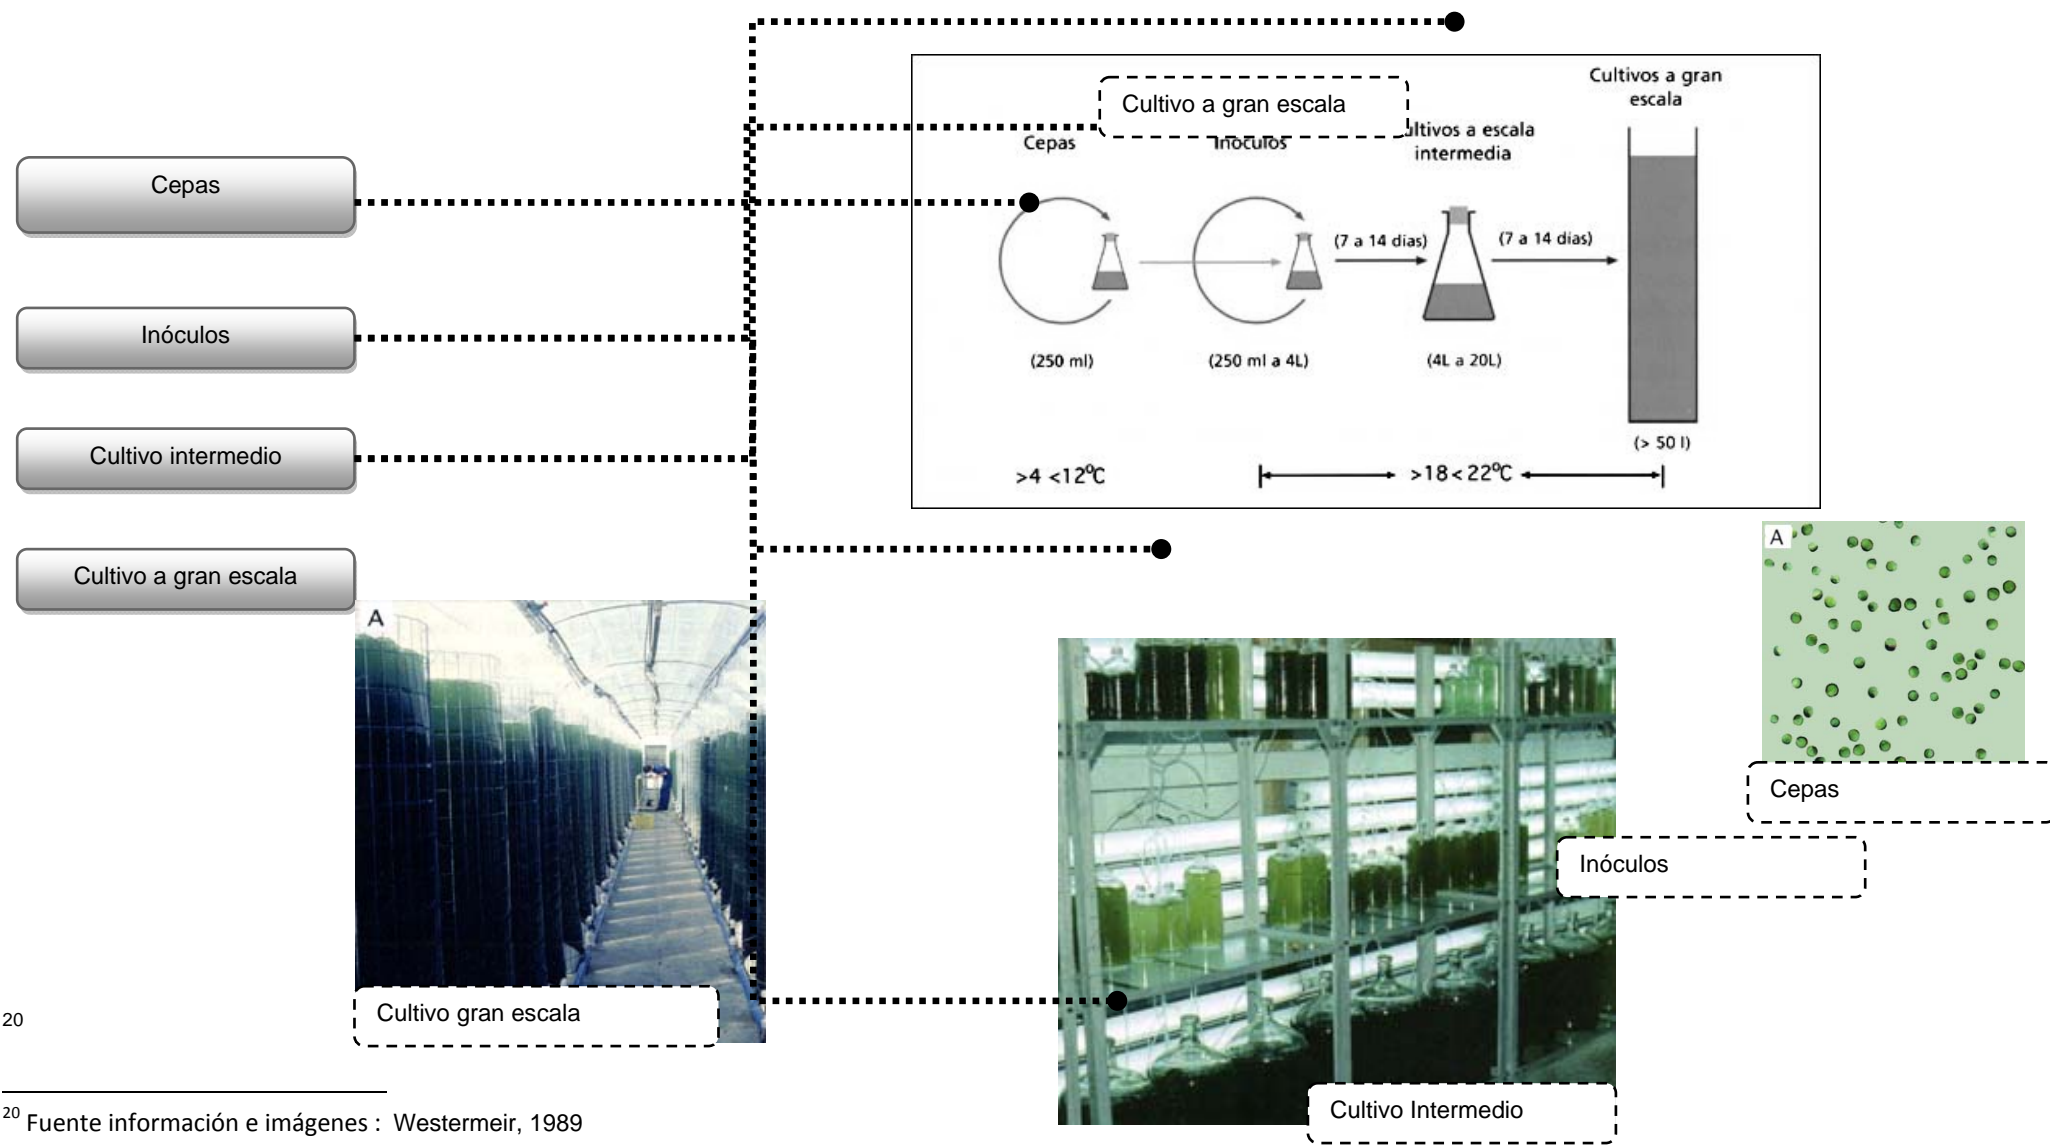 Cepas
Inóculos
Cultivo intermedio
Cultivo a gran escala
Cultivo a gran escala
Cultivos a gran
escala
Cepas
Inóculos
ultivos a escala
intermedia
(7 a 14 días)
(7 a 14 días)
(250 ml)
(250 ml a 4L)
(4L a 20L)
(> 50 l)
>4 <12ºC
>18<22ºC
A
Cepas
A
Inóculos
Cultivo gran escala
Cultivo Intermedio
20
20 Fuente información e imágenes : Westermeir, 1989